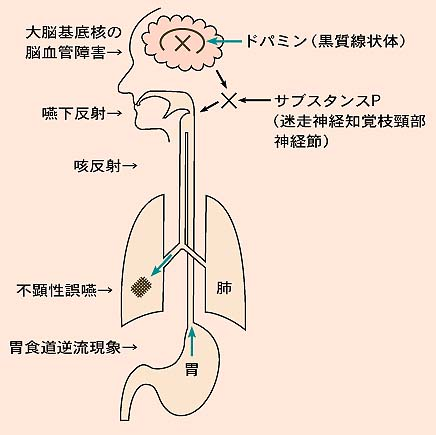 大脳基底核の
脳血管障害→
ドパミン(黒質線状体)
嚥下反射→
サブスタンスP
(迷走神経知覚枝頸部
神経節)
咳反射→
不顕性誤嚥→
肺
胃食道逆流現象→
胃